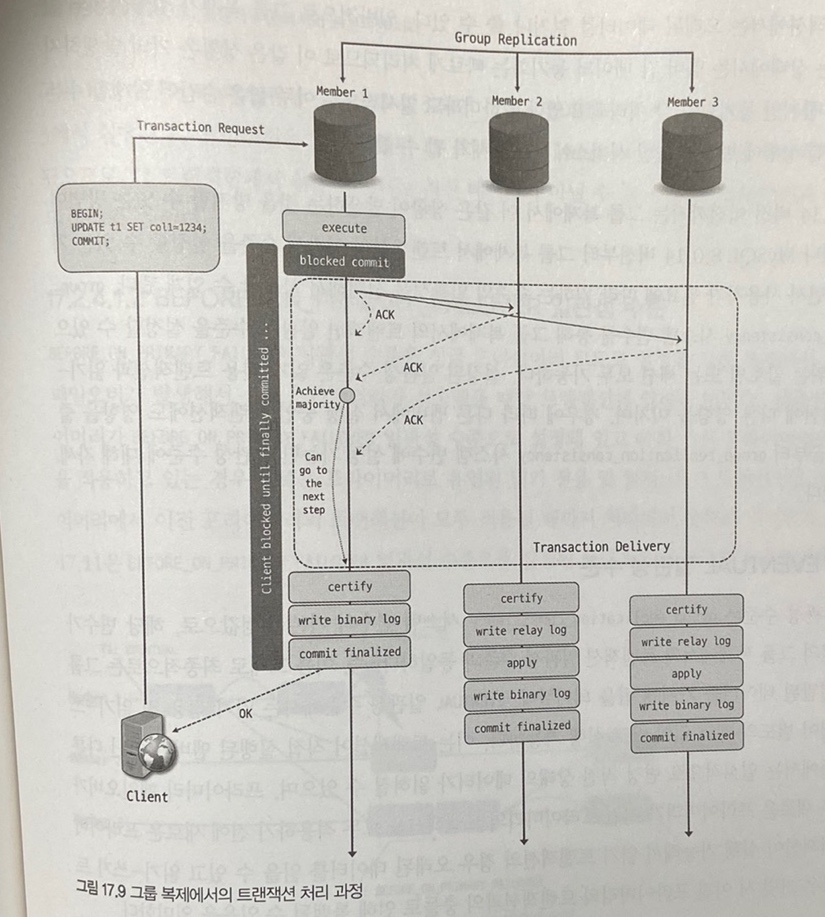 Group Replication
Member 1
Member 2
Member 3
Transaction Request
BEGIN;
UPDATE t1 SET col1=1234;
COMMIT;
execute
blocked commit
Client blocked until finally committed ...
ACK
ACK
ACK
Achieve
majority
Can
go to
the
next
step
Transaction Delivery
certify
write binary log
commit finalized
certify
write relay log
apply
write binary log
commit finalized
certify
write relay log
apply
write binary log
commit finalized
OK
Client
그림 17.9 그룹 복제에서의 트랜잭션 처리 과정